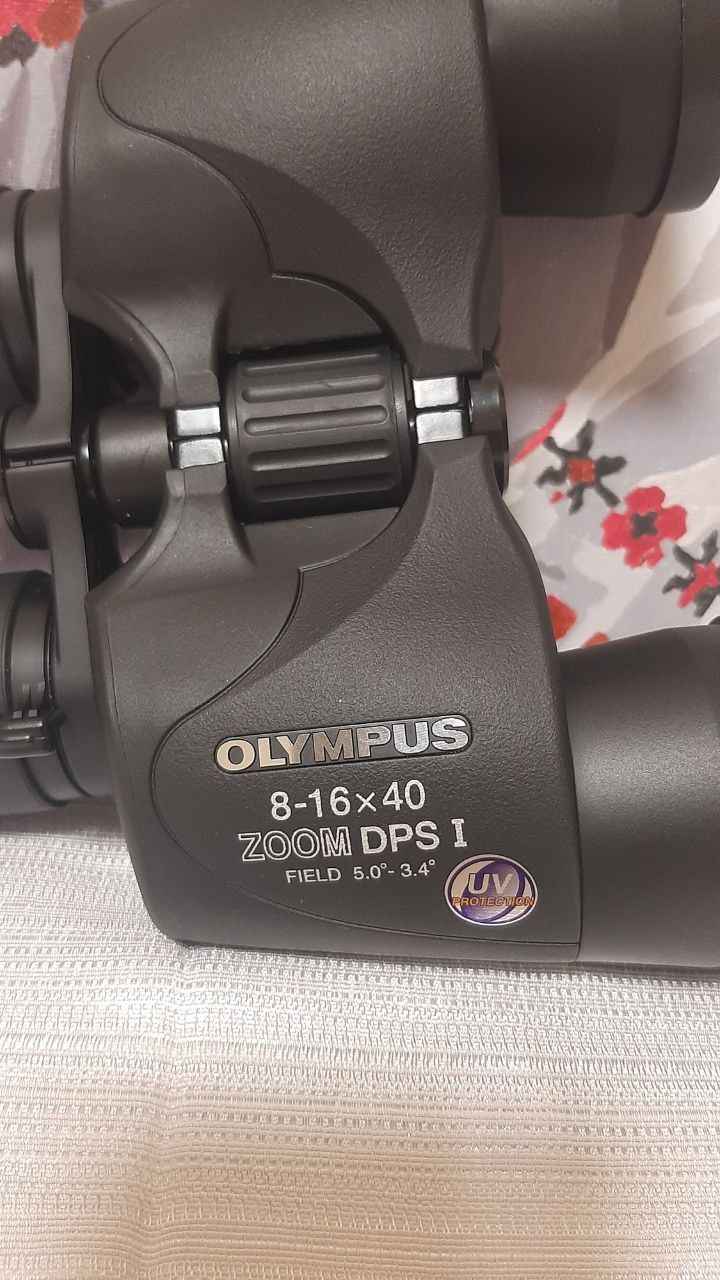 OLYMPUS
8-16×40
ZOOM DPS I
FIELD 5.0°-3.4°
UV
PROTECTION